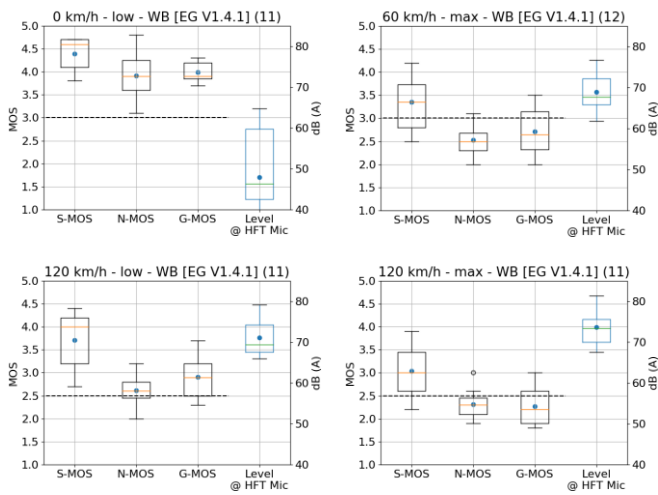 0 km/h - low - WB [EG V1.4.1] (11)
5.0
4.5
4.0
3.5
3.0
2.5
2.0
1.5
1.0
MOS
80
70
60
50
40
dB (A)
S-MOS N-MOS G-MOS Level
@ HFT Mic
60 km/h - max - WB [EG V1.4.1] (12)
5.0
4.5
4.0
3.5
3.0
2.5
2.0
1.5
1.0
MOS
80
70
60
50
40
dB (A)
S-MOS N-MOS G-MOS Level
@ HFT Mic
120 km/h - low - WB [EG V1.4.1] (11)
5.0
4.5
4.0
3.5
3.0
2.5
2.0
1.5
1.0
MOS
80
70
60
50
40
dB (A)
S-MOS N-MOS G-MOS Level
@ HFT Mic
120 km/h - max - WB [EG V1.4.1] (11)
5.0
4.5
4.0
3.5
3.0
2.5
2.0
1.5
1.0
MOS
80
70
60
50
40
dB (A)
S-MOS N-MOS G-MOS Level
@ HFT Mic